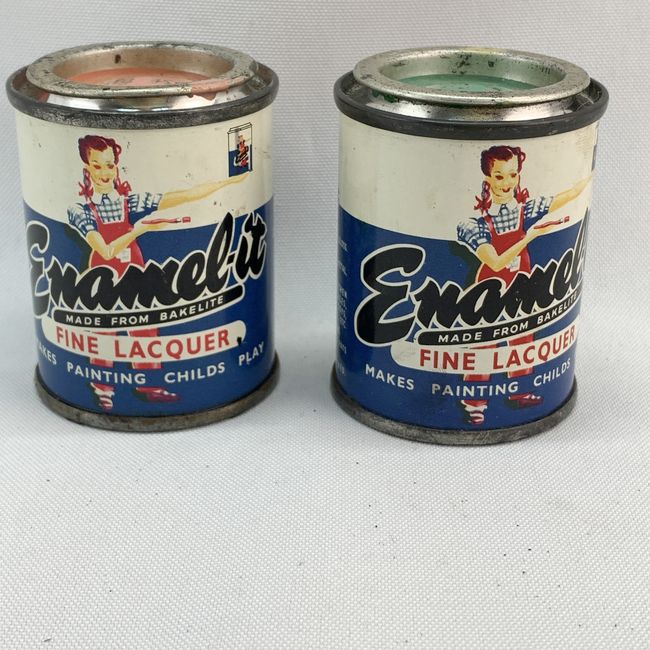 Enamel-it
MADE FROM BAKELITE
FINE LACQUER
MAKES PAINTING CHILDS PLAY
Enamel-
MADE FROM BAKELITE
FINE LACQUER
MAKES PAINTING CHILDS